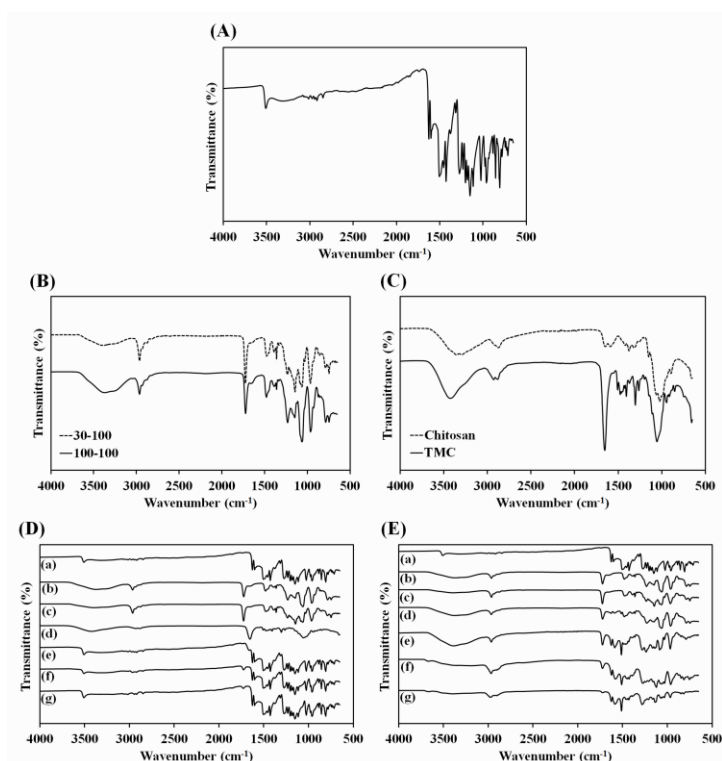 (A)
Transmittance (%)
4000 3500 3000 2500 2000 1500 1000 500
Wavenumber (cm-1)
(B)
Transmittance (%)
30-100
100-100
4000 3500 3000 2500 2000 1500 1000 500
Wavenumber (cm-1)
(C)
Transmittance (%)
Chitosan
TMC
4000 3500 3000 2500 2000 1500 1000 500
Wavenumber (cm-1)
(D)
Transmittance (%)
(a)
(b)
(c)
(d)
(e)
(f)
(g)
4000 3500 3000 2500 2000 1500 1000 500
Wavenumber (cm-1)
(E)
Transmittance (%)
(a)
(b)
(c)
(d)
(e)
(f)
(g)
4000 3500 3000 2500 2000 1500 1000 500
Wavenumber (cm-1)